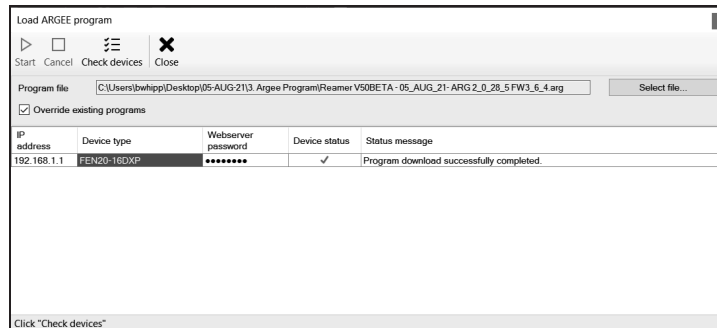 Load ARGEE program
Start Cancel Check devices Close
Program file C:\Users\bwhipp\Desktop\05-AUG-21\3. Argee Program\Reamer V50BETA - 05_AUG_21- ARG 2_0_28_5 FW3_6_4.arg Select file...
Override existing programs
IP address Device type Webserver password Device status Status message
192.168.1.1 FEN20-16DXP ●●●●●●●● ✓ Program download successfully completed.
Click "Check devices"